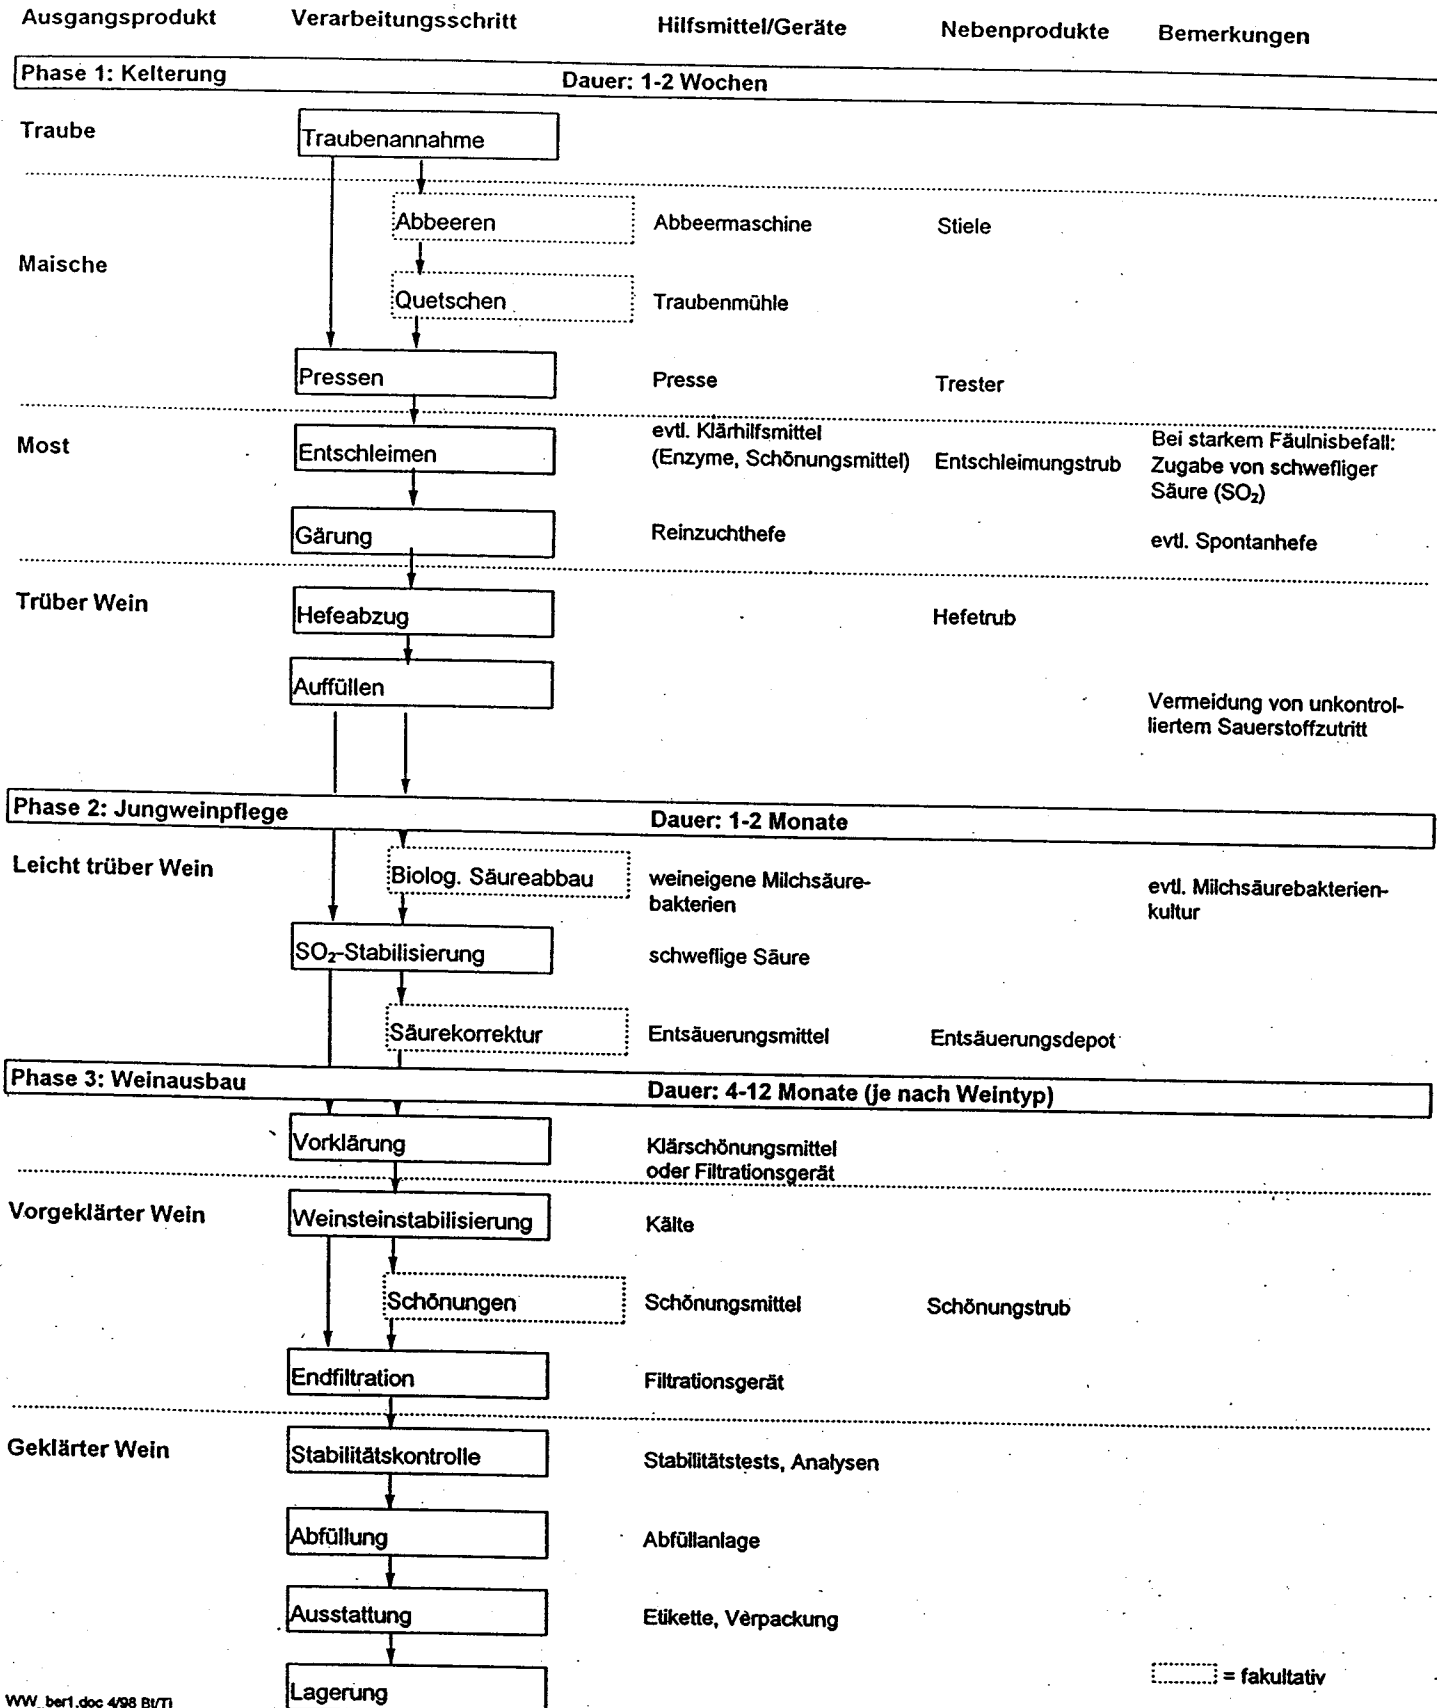 Ausgangsprodukt Verarbeitungsschritt Hilfsmittel/Geräte Nebenprodukte Bemerkungen
Phase 1: Kelterung Dauer: 1-2 Wochen
Traube Traubenannahme
Abbeeren Abbeermaschine Stiele
Maische
Quetschen Traubenmühle
Pressen Presse Trester
Most Entschleimen evtl. Klärhilfsmittel
(Enzyme, Schönungsmittel) Entschleimungstrub Bei starkem Fäulnisbefall:
Zugabe von schwefliger
Säure (SO₂)
Gärung Reinzuchthefe evtl. Spontanhefe
Trüber Wein Hefeabzug Hefetrub
Auffüllen
Vermeidung von unkontrol-
liertem Sauerstoffzutritt
Phase 2: Jungweinpflege Dauer: 1-2 Monate
Leicht trüber Wein Biolog. Säureabbau weineigene Milchsäure-
bakterien
evtl. Milchsäurebakterien-
kultur
SO₂-Stabilisierung schweflige Säure
Säurekorrektur Entsäuerungsmittel Entsäuerungsdepot
Phase 3: Weinausbau Dauer: 4-12 Monate (je nach Weintyp)
Vorklärung Klärschönungsmittel
oder Filtrationsgerät
Vorgeklärter Wein Weinsteinstabilisierung Kälte
Schönungen Schönungsmittel Schönungstrub
Endfiltration Filtrationsgerät
Geklärter Wein Stabilitätskontrolle Stabilitätstests, Analysen
Abfüllung Abfüllanlage
Ausstattung Etikette, Verpackung
= fakultativ
Lagerung
WW_ber1.doc 4/98 Bt/Ti